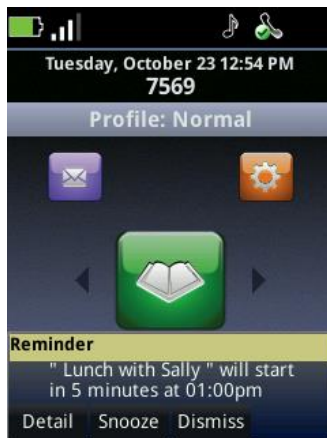 Tuesday, October 23 12:54 PM
7569
Profile: Normal
Reminder
" Lunch with Sally " will start
in 5 minutes at 01:00pm
Detail Snooze Dismiss